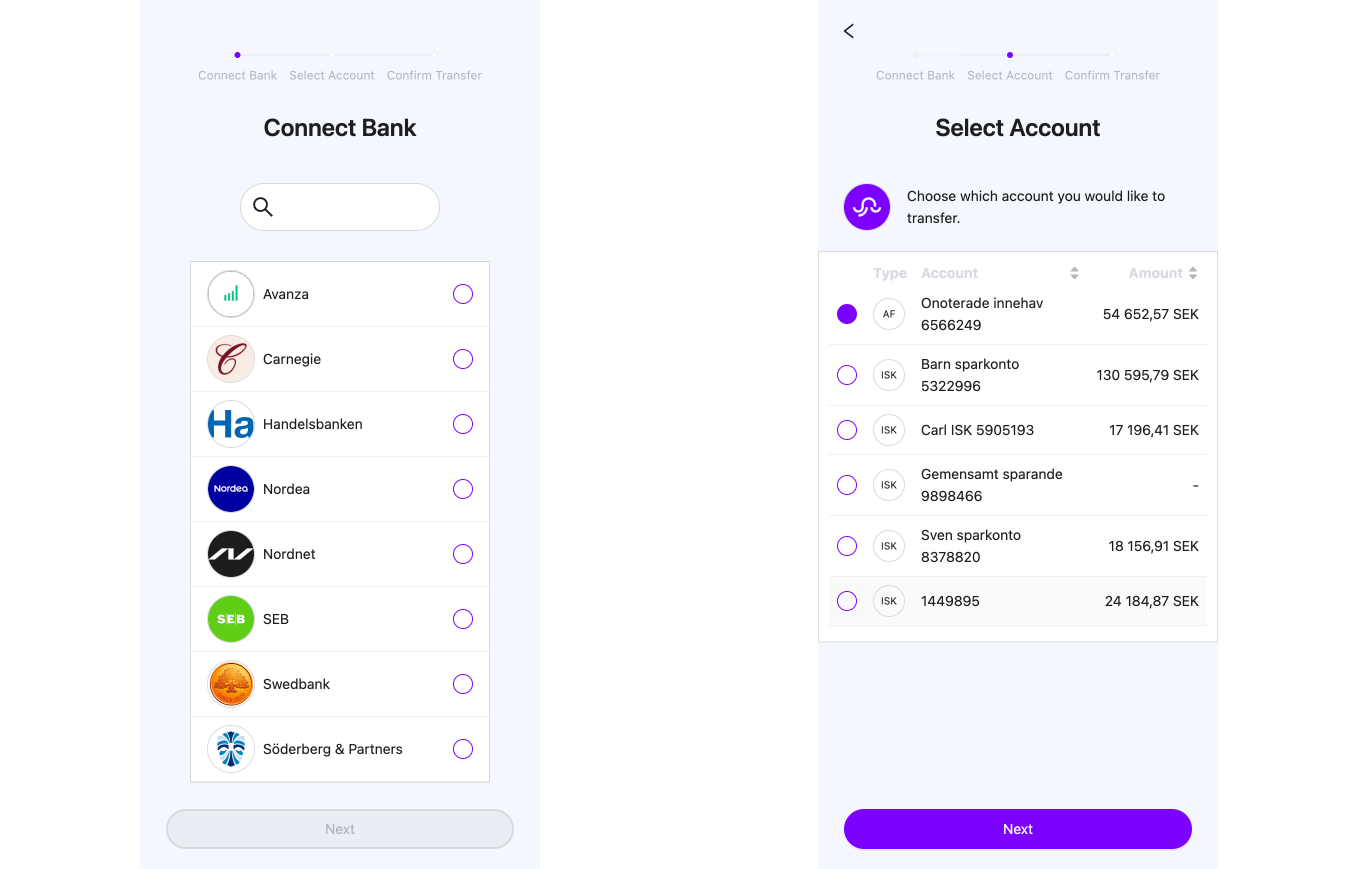 Connect Bank Select Account Confirm Transfer
Connect Bank
Avanza
Carnegie
Ha Handelsbanken
Nordea Nordea
Nordnet
SEB SEB
Swedbank
Söderberg & Partners
Next
Connect Bank Select Account Confirm Transfer
Select Account
Choose which account you would like to
transfer.
Type Account Amount
AF Onoterade innehav
6566249
54 652,57 SEK
ISK Barn sparkonto
5322996
130 595,79 SEK
ISK Carl ISK 5905193 17 196,41 SEK
ISK Gemensamt sparande
9898466
-
ISK Sven sparkonto
8378820
18 156,91 SEK
ISK 1449895 24 184,87 SEK
Next